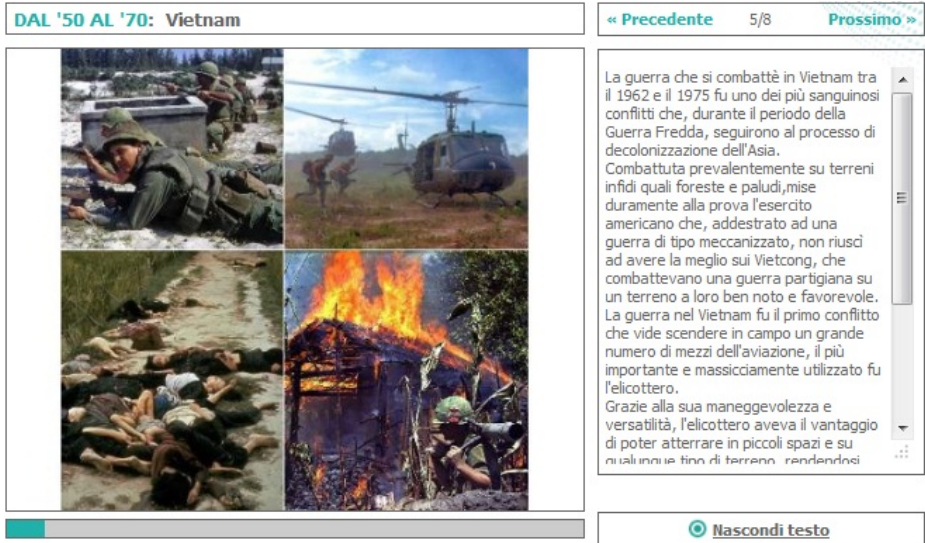 DAL '50 AL '70: Vietnam
« Precedente 5/8 Prossimo »
La guerra che si combattè in Vietnam tra
il 1962 e il 1975 fu uno dei più sanguinosi
conflitti che, durante il periodo della
Guerra Fredda, seguirono al processo di
decolonizzazione dell'Asia.
Combattuta prevalentemente su terreni
infidi quali foreste e paludi,mise
duramente alla prova l'esercito
americano che, addestrato ad una
guerra di tipo meccanizzato, non riuscì
ad avere la meglio sui Vietcong, che
combattevano una guerra partigiana su
un terreno a loro ben noto e favorevole.
La guerra nel Vietnam fu il primo conflitto
che vide scendere in campo un grande
numero di mezzi dell'aviazione, il più
importante e massicciamente utilizzato fu
l'elicottero.
Grazie alla sua maneggevolezza e
versatilità, l'elicottero aveva il vantaggio
di poter atterrare in piccoli spazi e su
qualunque tipo di terreno, rendendosi
Nascondi testo